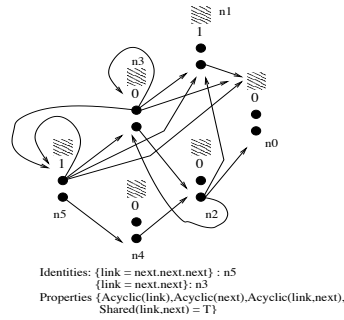 n1
1
n3
0
0
n0
1
n5
0
n2
0
n4
Identities: {link = next.next.next} : n5
{link = next}: n3
Properties {Acyclic(link),Acyclic(next),Acyclic(link,next),
Shared(link,next) = T}